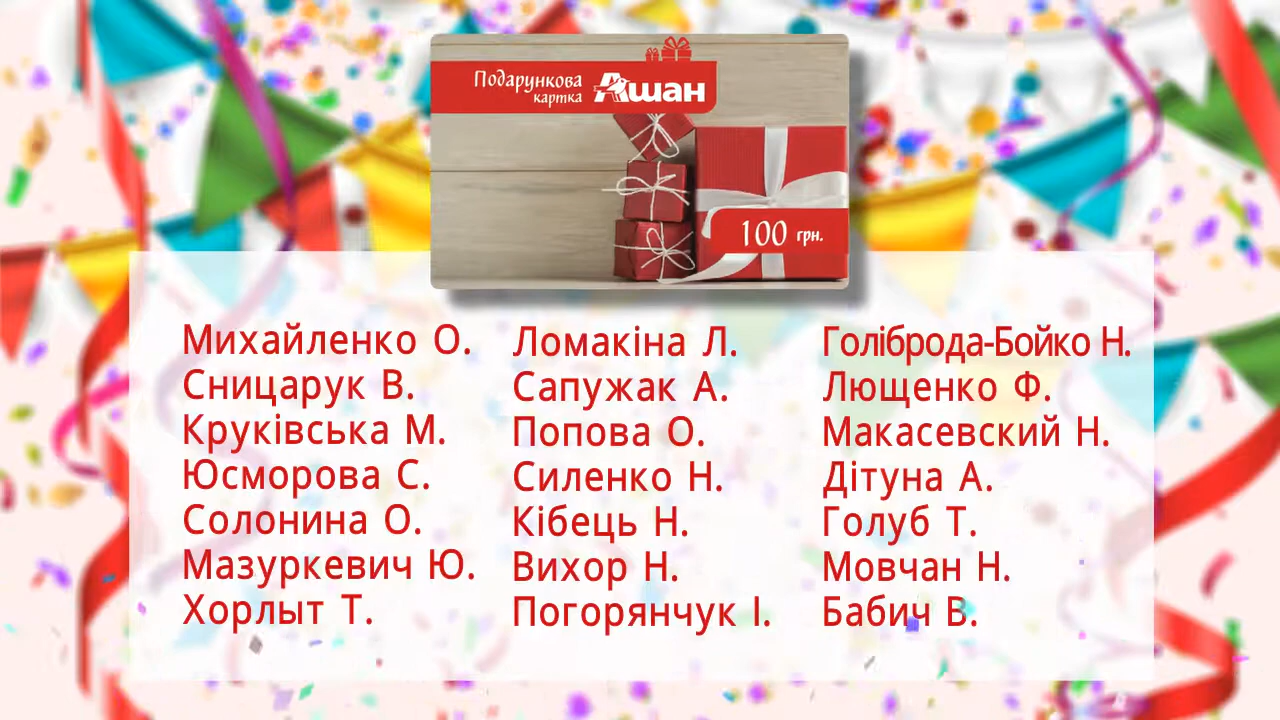 Подарункова
картка
Ашан
100 грн.
Михайленко О.
Сницарук В.
Круківська М.
Юсморова С.
Солонина О.
Мазуркевич Ю.
Хорлыт Т.
Ломакіна Л.
Сапужак А.
Попова О.
Силенко Н.
Кібець Н.
Вихор Н.
Погорянчук І.
Голіброда-Бойко Н.
Лющенко Ф.
Макасевский Н.
Дітуна А.
Голуб Т.
Мовчан Н.
Бабич В.